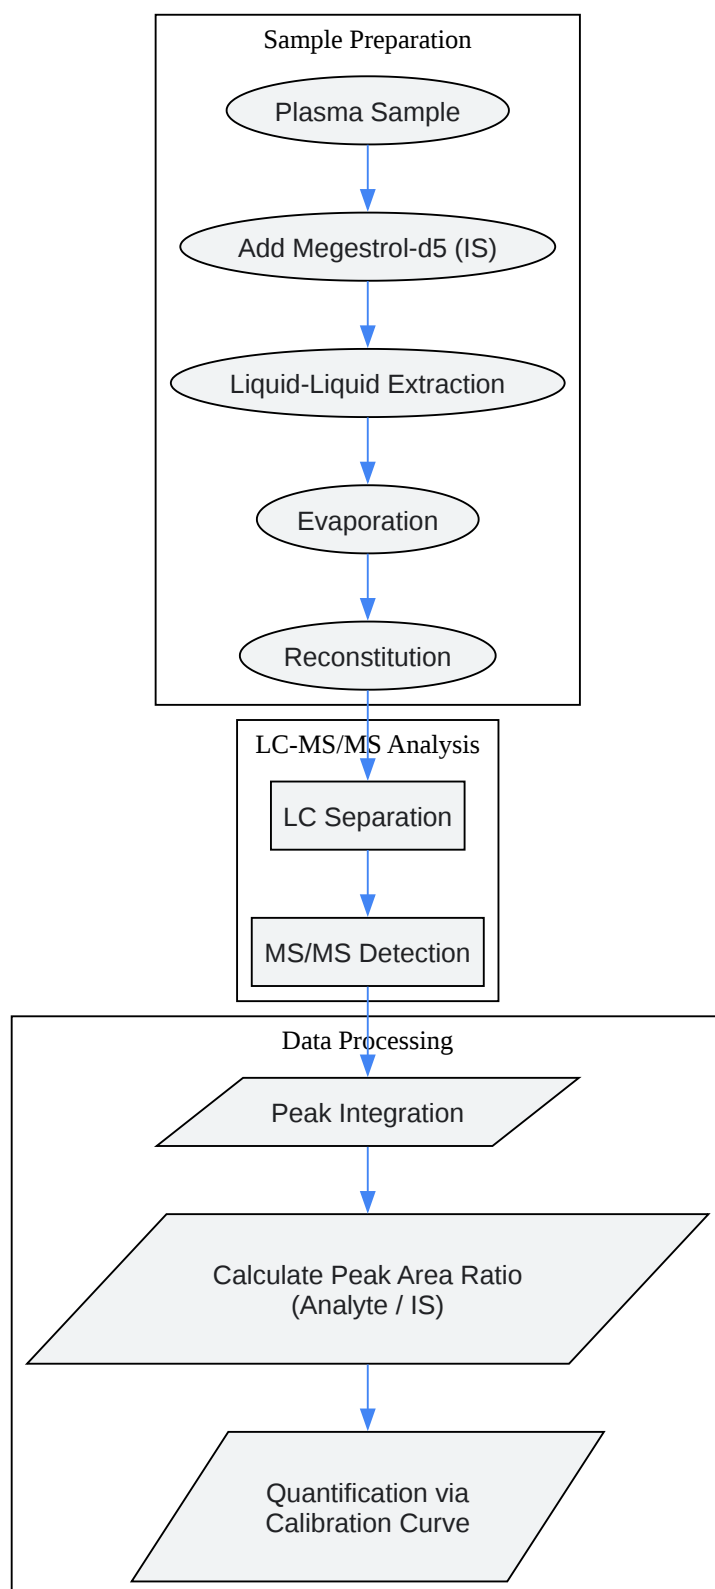 Sample Preparation
Plasma Sample
Add Megestrol-d5 (IS)
Liquid-Liquid Extraction
Evaporation
Reconstitution
LC-MS/MS Analysis
LC Separation
MS/MS Detection
Data Processing
Peak Integration
Calculate Peak Area Ratio
(Analyte / IS)
Quantification via
Calibration Curve